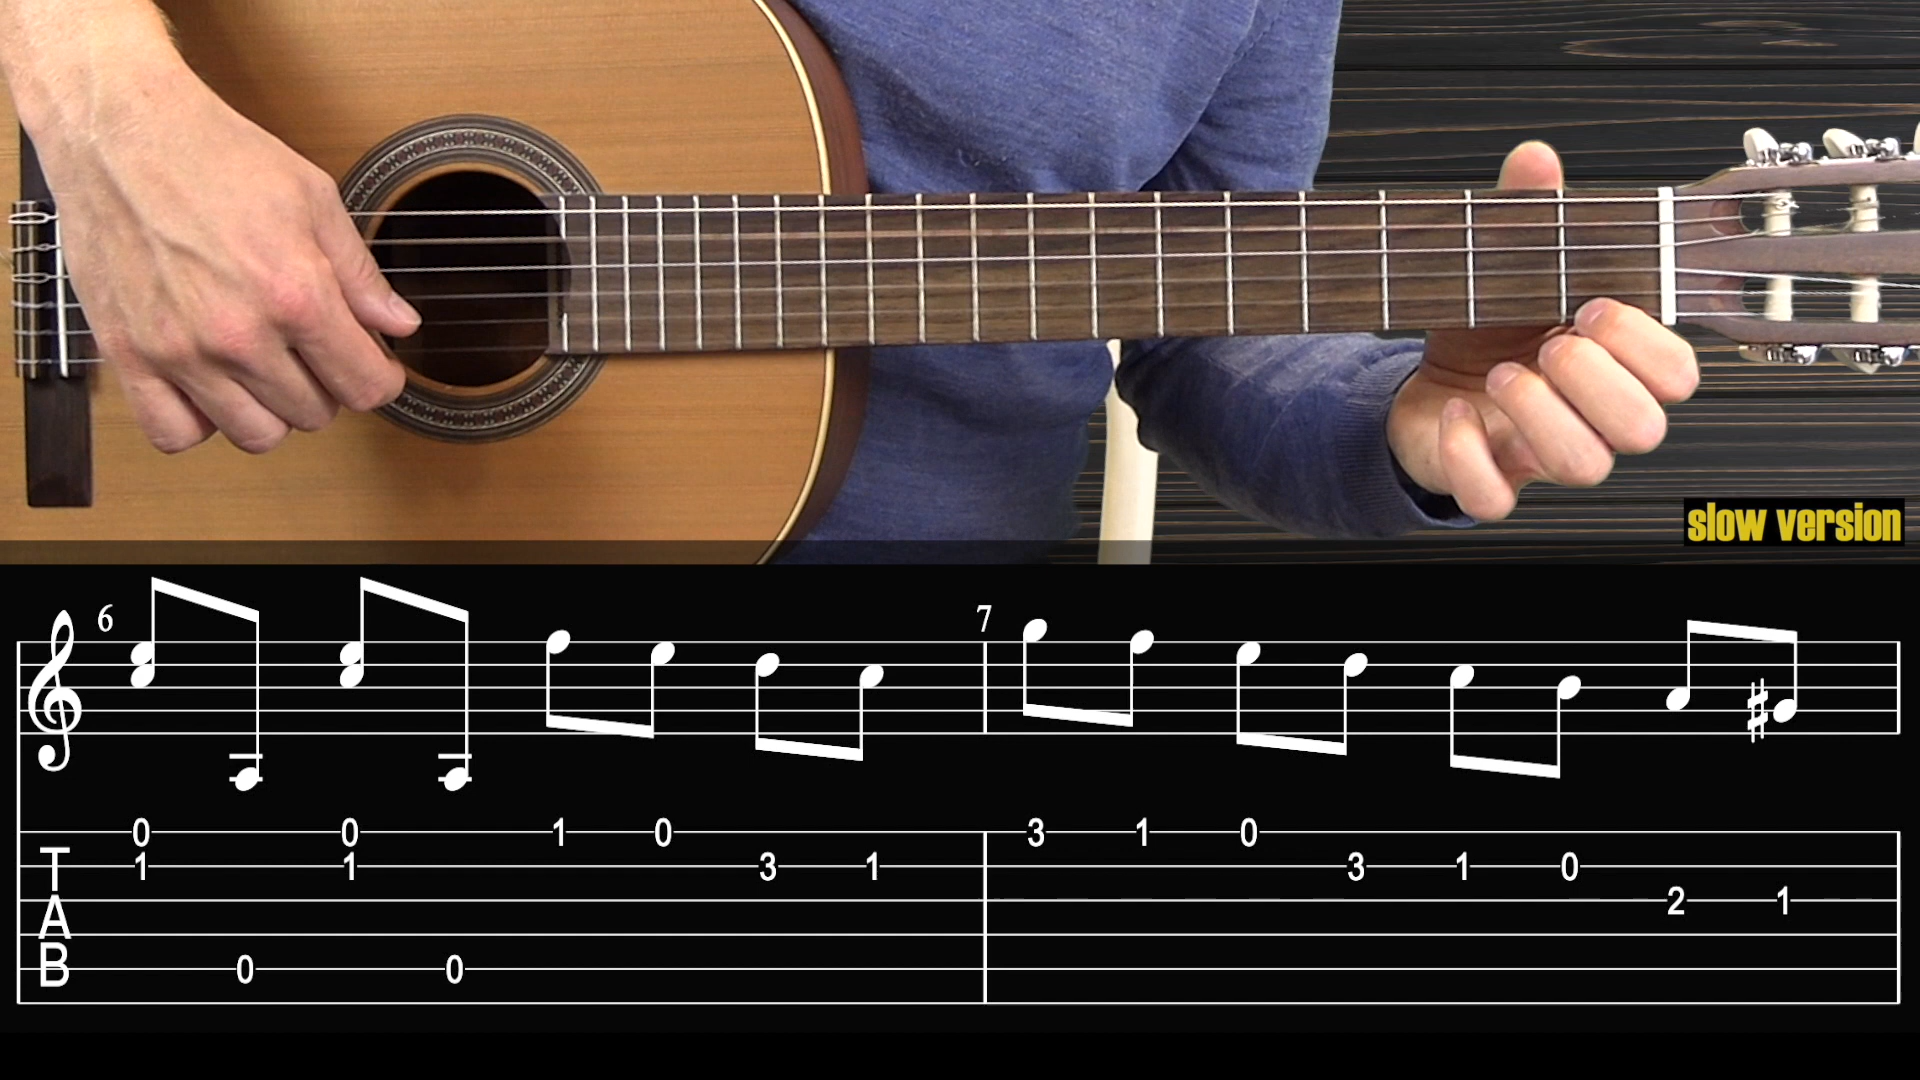 slow version
6 7
0 0 1 0 3 1 0
T 1 1 3 1 3 1 0
A 2 1
B 0 0